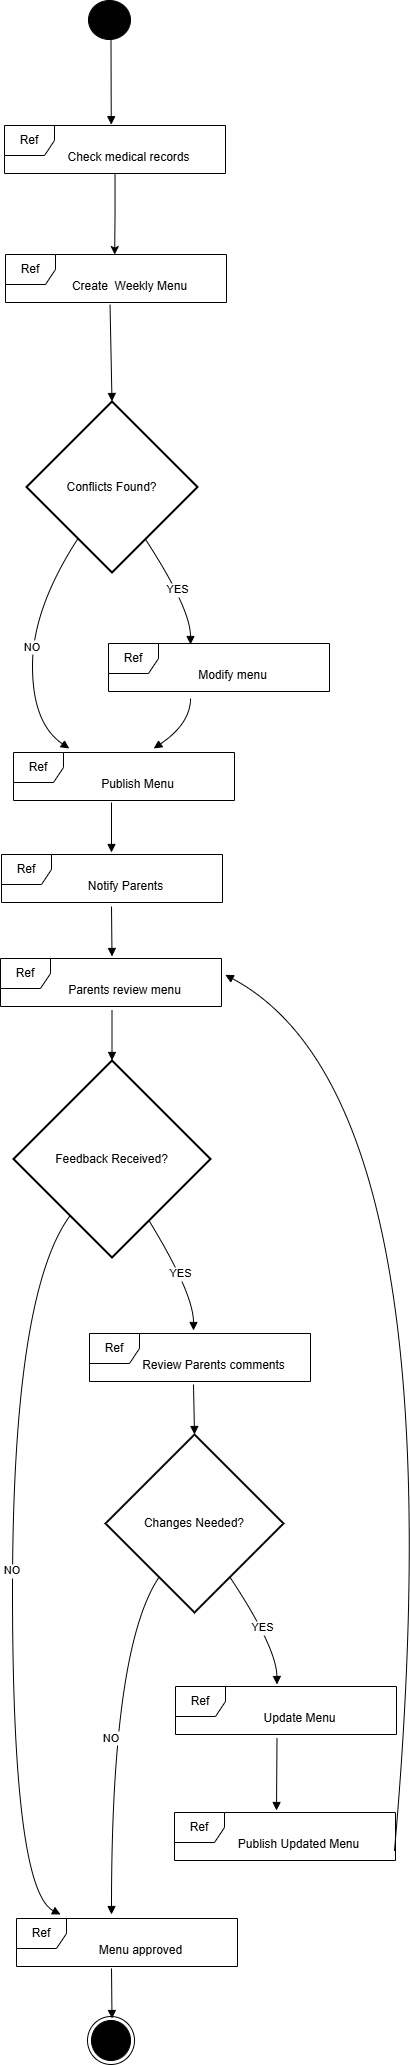 Ref
Check medical records
Ref
Create  Weekly Menu
Conflicts Found?
YES
NO
Ref
Modify menu
Ref
Publish Menu
Ref
Notify Parents
Ref
Parents review menu
Feedback Received?
YES
Ref
Review Parents comments
Changes Needed?
NO
YES
Ref
Update Menu
NO
Ref
Publish Updated Menu
Ref
Menu approved